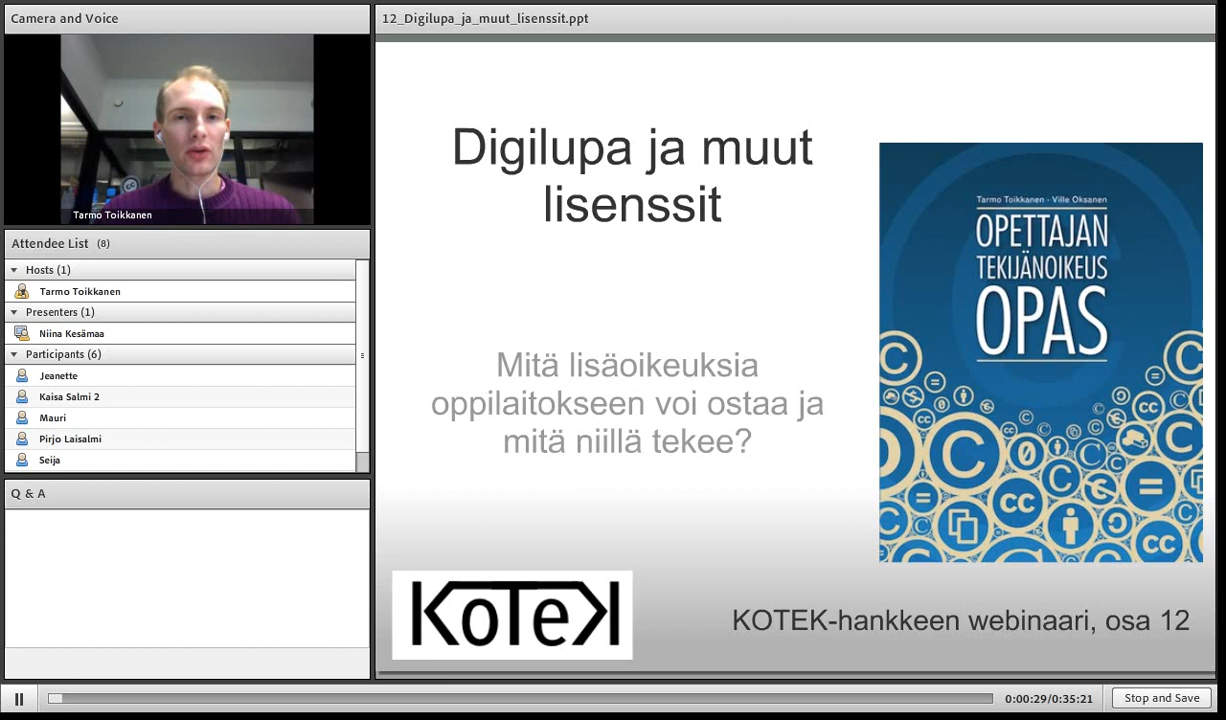 Camera and Voice
Tarmo Toikkanen
Attendee List (8)
Hosts (1)
Tarmo Toikkanen
Presenters (1)
Niina Kesämaa
Participants (6)
Jeanette
Kaisa Salmi 2
Mauri
Pirjo Laisalmi
Seija
Q & A
12_Digilupa_ja_muut_lisenssit.ppt
Digilupa ja muut
lisenssit
Mitä lisäoikeuksia
oppilaitokseen voi ostaa ja
mitä niillä tekee?
Tarmo Toikkanen - Ville Oksanen
OPETTAJAN
TEKIJÄNOIKEUS
OPAS
KoTeK
KOTEK-hankkeen webinaari, osa 12
0:00:29/0:35:21
Stop and Save